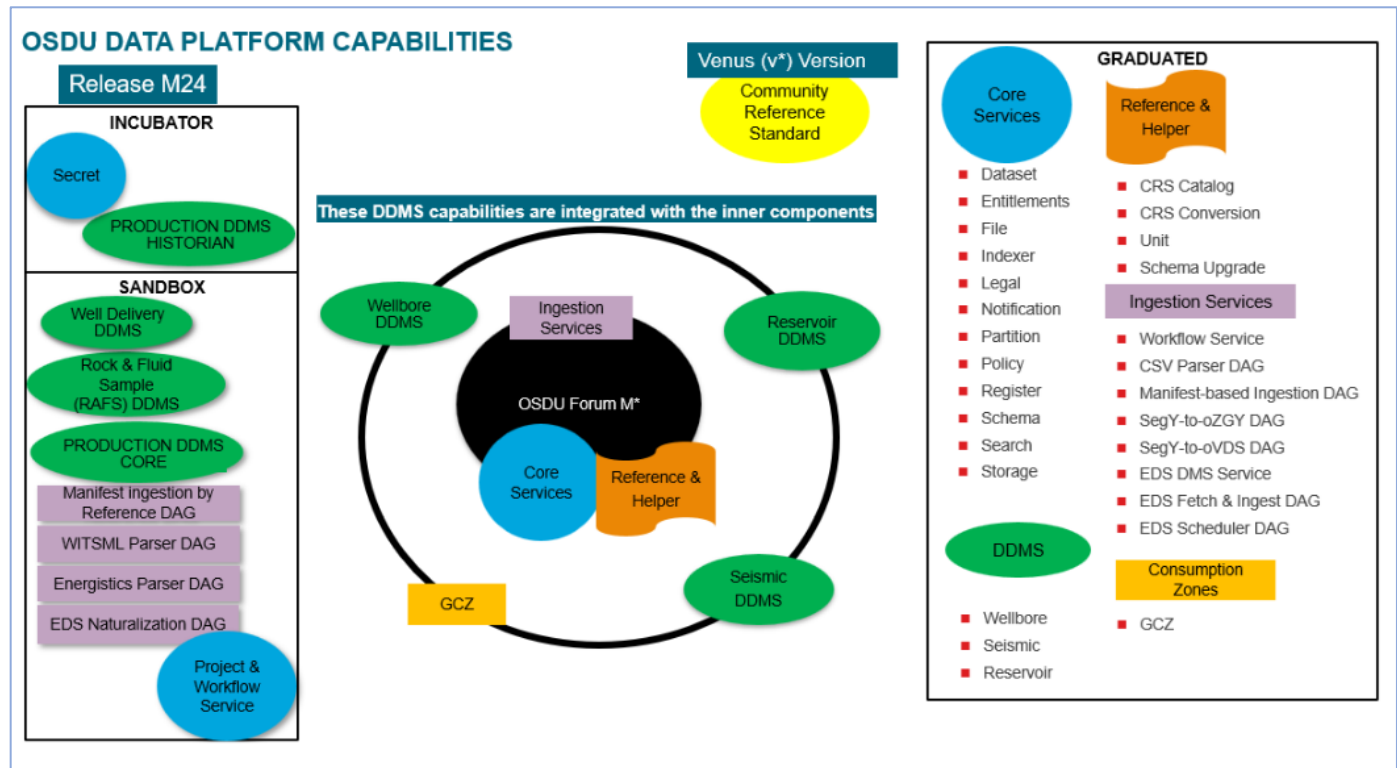 OSDU DATA PLATFORM CAPABILITIES
Release M24
INCUBATOR
Secret
PRODUCTION DDMS
HISTORIAN
SANDBOX
Well Delivery
DDMS
Rock & Fluid
Sample
(RAFS) DDMS
PRODUCTION DDMS
CORE
Manifest ingestion by
Reference DAG
WITSML Parser DAG
Energistics Parser DAG
EDS Naturalization DAG
Project &
Workflow
Service
Venus (v*) Version
Community
Reference
Standard
These DDMS capabilities are integrated with the inner components
Wellbore
DDMS
Ingestion
Services
Reservoir
DDMS
OSDU Forum M*
Core
Services
Reference &
Helper
GCZ
Seismic
DDMS
GRADUATED
Core
Services
Dataset
Entitlements
File
Indexer
Legal
Notification
Partition
Policy
Register
Schema
Search
Storage
DDMS
Wellbore
Seismic
Reservoir
Reference &
Helper
CRS Catalog
CRS Conversion
Unit
Schema Upgrade
Ingestion Services
Workflow Service
CSV Parser DAG
Manifest-based Ingestion DAG
SegY-to-oZGY DAG
SegY-to-oVDS DAG
EDS DMS Service
EDS Fetch & Ingest DAG
EDS Scheduler DAG
Consumption
Zones
GCZ